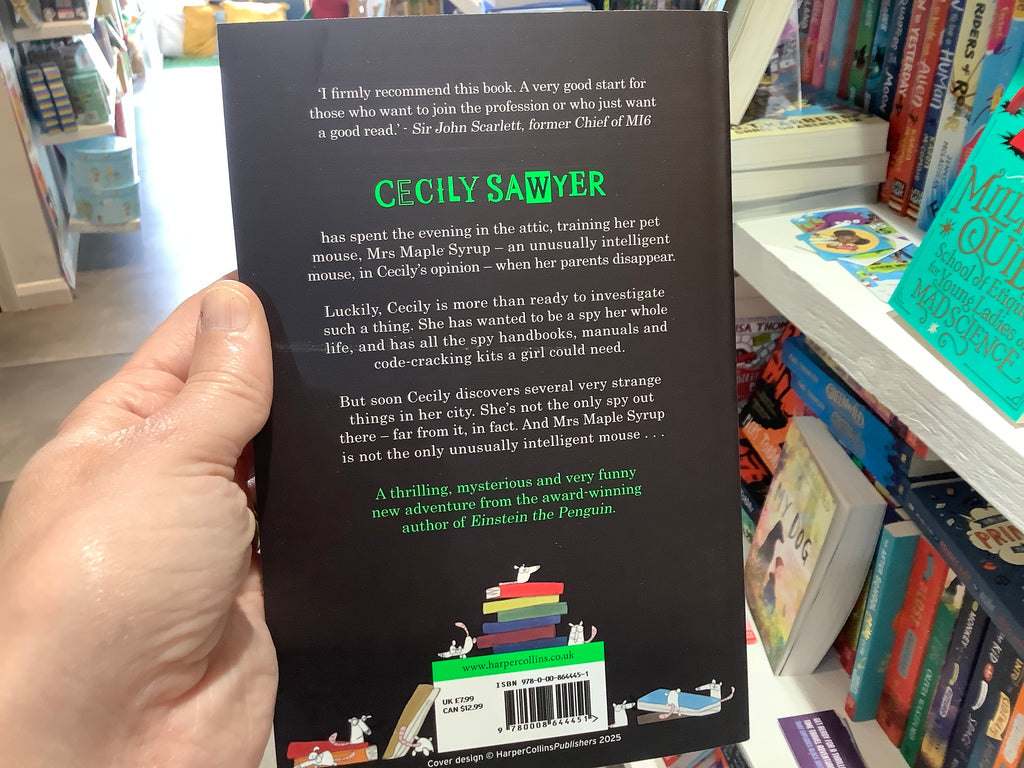 'I firmly recommend this book. A very good start for
those who want to join the profession or who just want
a good read.' - Sir John Scarlett, former Chief of MI6
CECILY SAWYER
has spent the evening in the attic, training her pet
mouse, Mrs Maple Syrup – an unusually intelligent
mouse, in Cecily's opinion – when her parents disappear.
Luckily, Cecily is more than ready to investigate
such a thing. She has wanted to be a spy her whole
life, and has all the spy handbooks, manuals and
code-cracking kits a girl could need.
But soon Cecily discovers several very strange
things in her city. She's not the only spy out
there – far from it, in fact. And Mrs Maple Syrup
is not the only unusually intelligent mouse . . .
A thrilling, mysterious and very funny
new adventure from the award-winning
author of Einstein the Penguin.
www.harpercollins.co.uk
ISBN 978-0-00-864445-1
UK £7.99
CAN $12.99
9 780008 644451 >
Cover design © HarperCollinsPublishers 2025
RIDERS OF
HUMAN
ALIEN
YESTERDAY
School of
for Young Ladies
MAD SCIENCE
MY DOG
LOST